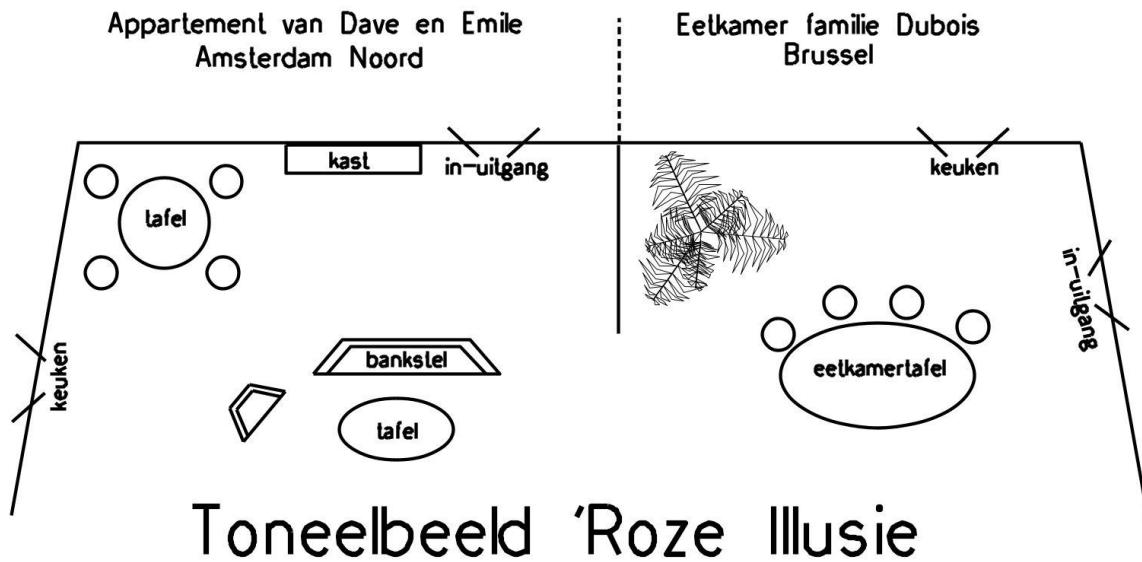 Appartement van Dave en Emile
Amsterdam Noord
Eetkamer familie Dubois
Brussel
kast
in-uitgang
keuken
tafel
in-uitgang
keuken
bankstel
eetkamertafel
tafel
Toneelbeeld 'Roze Illusie